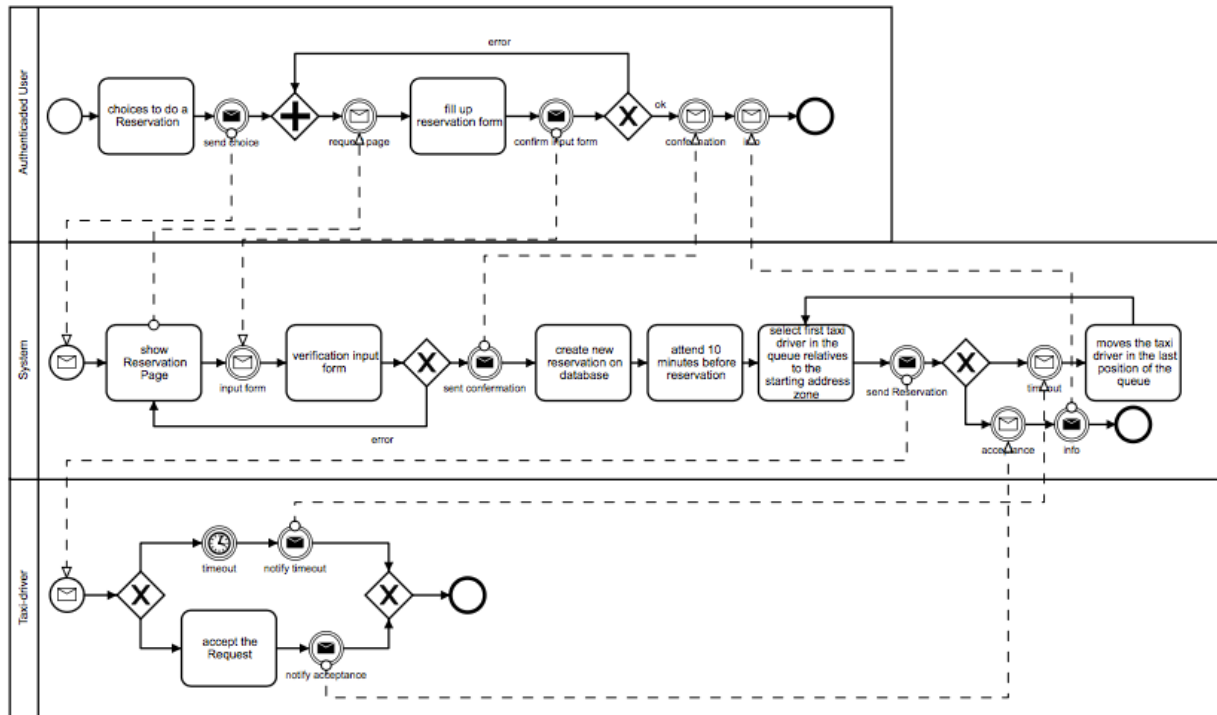 Authenticaded User
error
choices to do a
Reservation
send choice
request page
fill up
reservation form
confirm input form
ok
confermation
info
System
show
Reservation
Page
input form
verification input
form
error
sent confermation
create new
reservation on
database
attend 10
minutes before
reservation
select first taxi
driver in the
queue relatives
to the
starting address
zone
send Reservation
timeout
moves the taxi
driver in the last
position of the
queue
acceptance
info
Taxi-driver
timeout
notify timeout
accept the
Request
notify acceptance